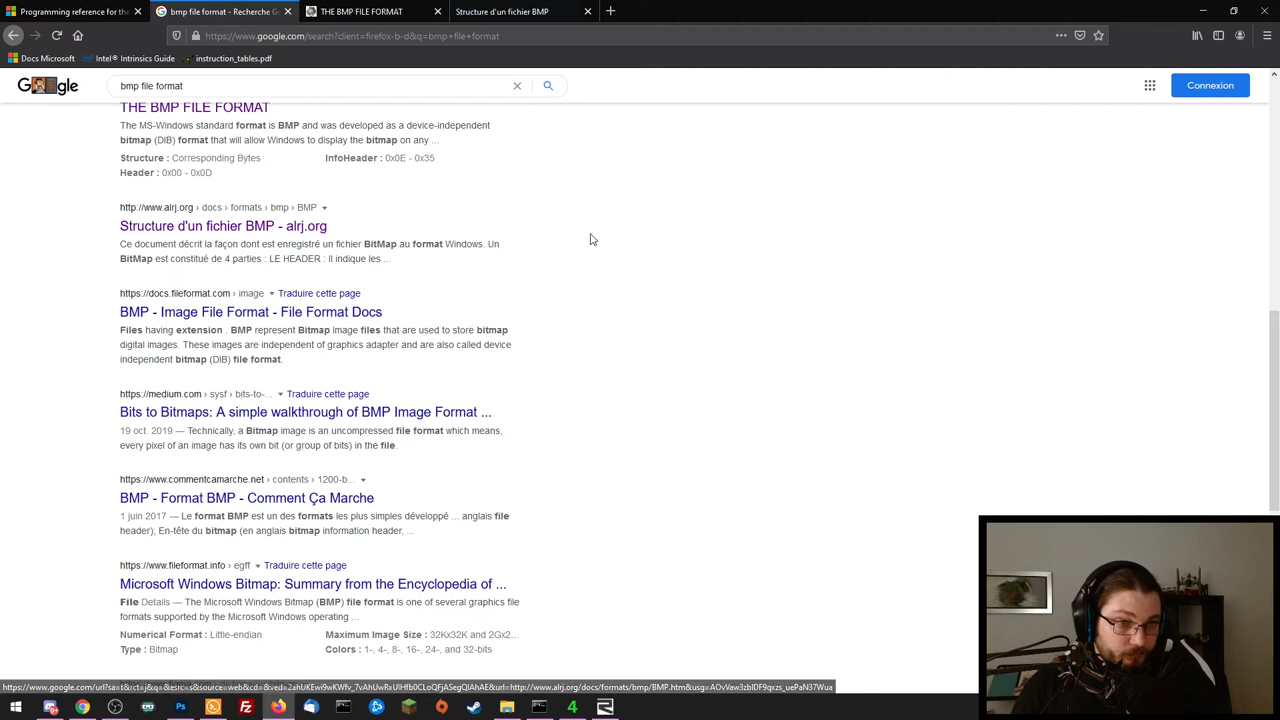 Programming reference for the
bmp file format - Recherche G
THE BMP FILE FORMAT
Structure d'un fichier BMP
https://www.google.com/search?client=firefox-b-d&q=bmp+file+format
Docs Microsoft
Intel® Intrinsics Guide
instruction_tables.pdf
bmp file format
Connexion
THE BMP FILE FORMAT
The MS-Windows standard format is BMP and was developed as a device-independent
bitmap (DIB) format that will allow Windows to display the bitmap on any ...
Structure : Corresponding Bytes
InfoHeader : 0x0E - 0x35
Header : 0x00 - 0x0D
http://www.alrj.org › docs › formats › bmp › BMP
Structure d'un fichier BMP - alrj.org
Ce document décrit la façon dont est enregistré un fichier BitMap au format Windows. Un
BitMap est constitué de 4 parties : LE HEADER : Il indique les ...
https://docs.fileformat.com › image
Traduire cette page
BMP - Image File Format - File Format Docs
Files having extension . BMP represent Bitmap Image files that are used to store bitmap
digital images. These images are independent of graphics adapter and are also called device
independent bitmap (DIB) file format.
https://medium.com › sysf › bits-to-...
Traduire cette page
Bits to Bitmaps: A simple walkthrough of BMP Image Format ...
19 oct. 2019 — Technically, a Bitmap image is an uncompressed file format which means,
every pixel of an image has its own bit (or group of bits) in the file.
https://www.commentcamarche.net › contents › 1200-b...
BMP - Format BMP - Comment Ça Marche
1 juin 2017 — Le format BMP est un des formats les plus simples développé ... anglais file
header); En-tête du bitmap (en anglais bitmap information header, ...
https://www.fileformat.info › egff
Traduire cette page
Microsoft Windows Bitmap: Summary from the Encyclopedia of ...
File Details — The Microsoft Windows Bitmap (BMP) file format is one of several graphics file
formats supported by the Microsoft Windows operating ...
Numerical Format : Little-endian
Maximum Image Size : 32Kx32K and 2Gx2...
Type : Bitmap
Colors : 1-, 4-, 8-, 16-, 24-, and 32-bits